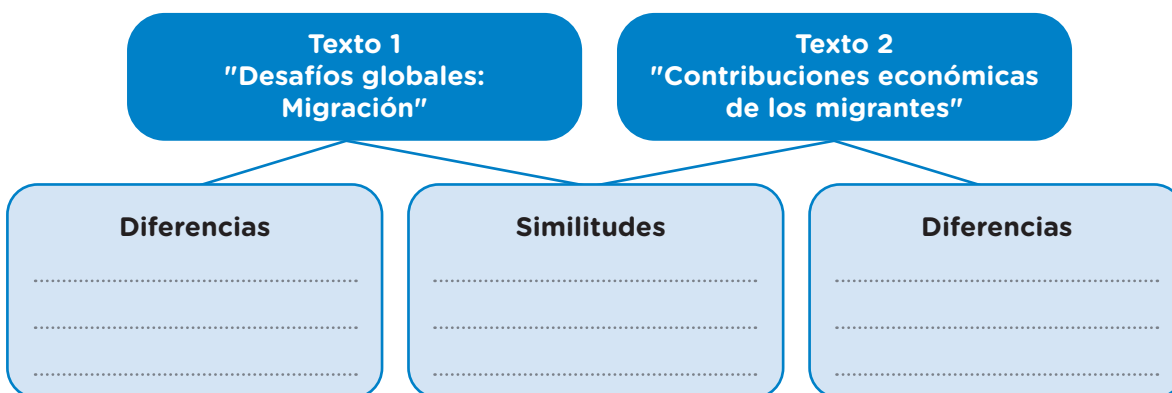 Texto 1
"Desafíos globales:
Migración"
Texto 2
"Contribuciones económicas
de los migrantes"
Diferencias
Similitudes
Diferencias